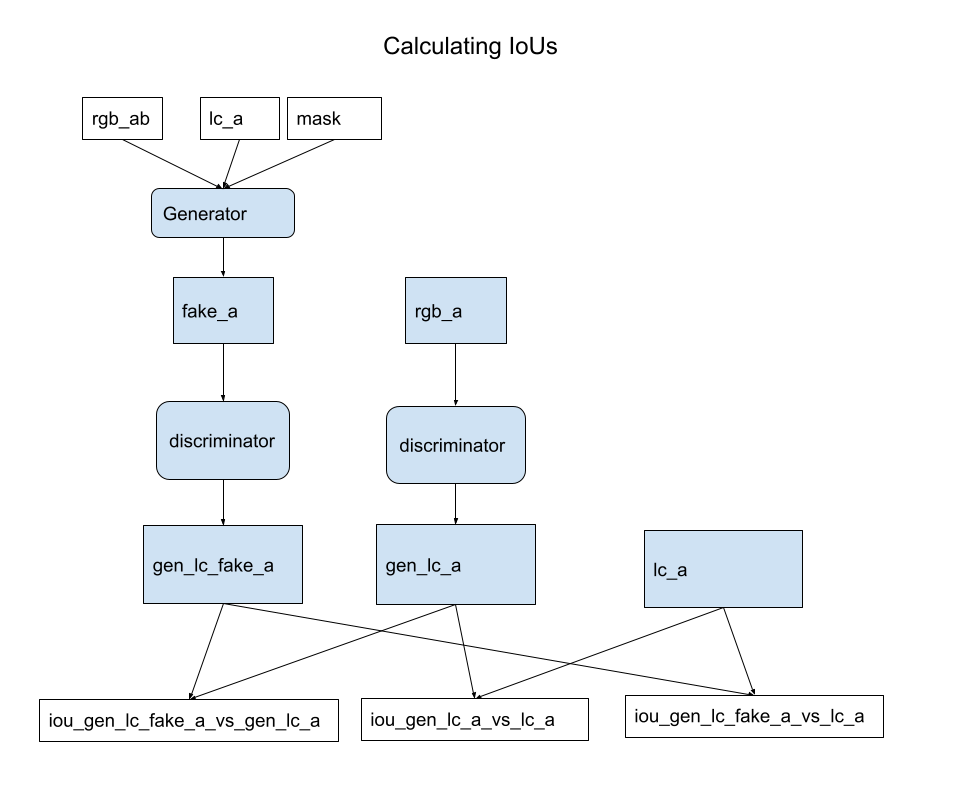 Calculating IoUs
rgb_ab
lc_a
mask
Generator
fake_a
rgb_a
discriminator
discriminator
gen_lc_fake_a
gen_lc_a
lc_a
iou_gen_lc_fake_a_vs_gen_lc_a
iou_gen_lc_a_vs_lc_a
iou_gen_lc_fake_a_vs_lc_a